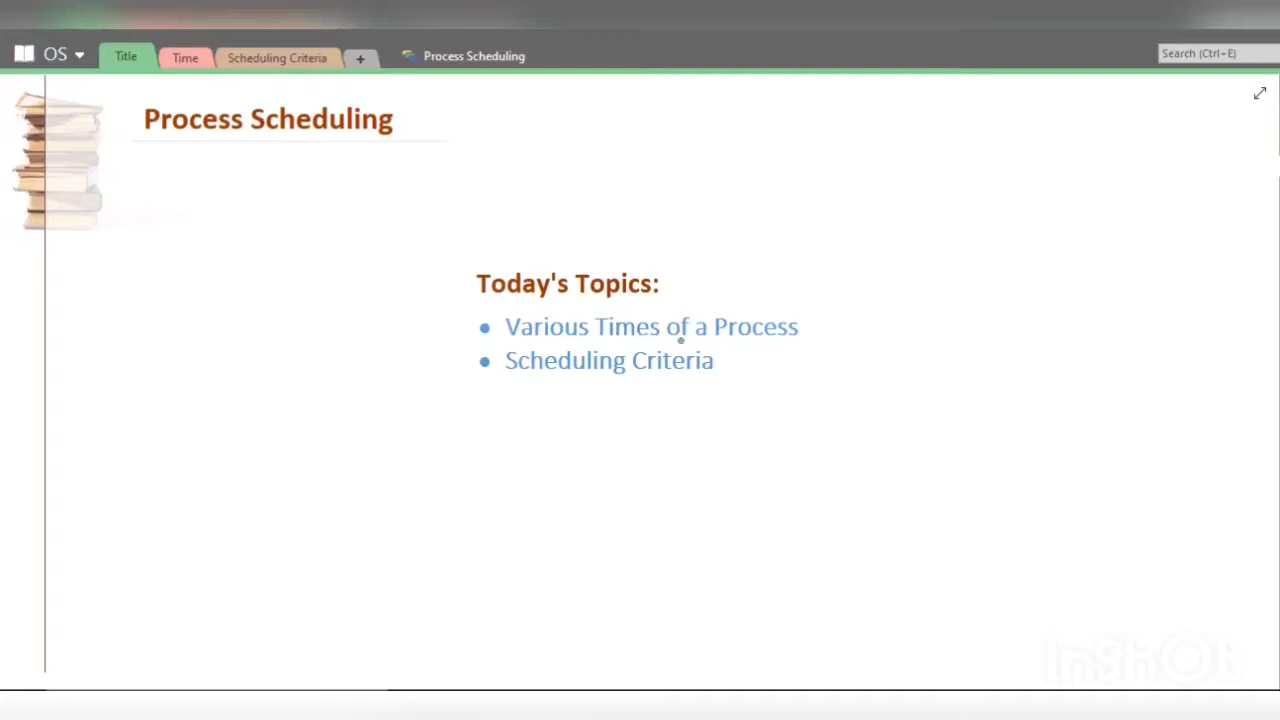 OS
Title
Time
Scheduling Criteria
+
Process Scheduling
Search (Ctrl+E)
Process Scheduling
Today's Topics:
• Various Times of a Process
• Scheduling Criteria
InShOt